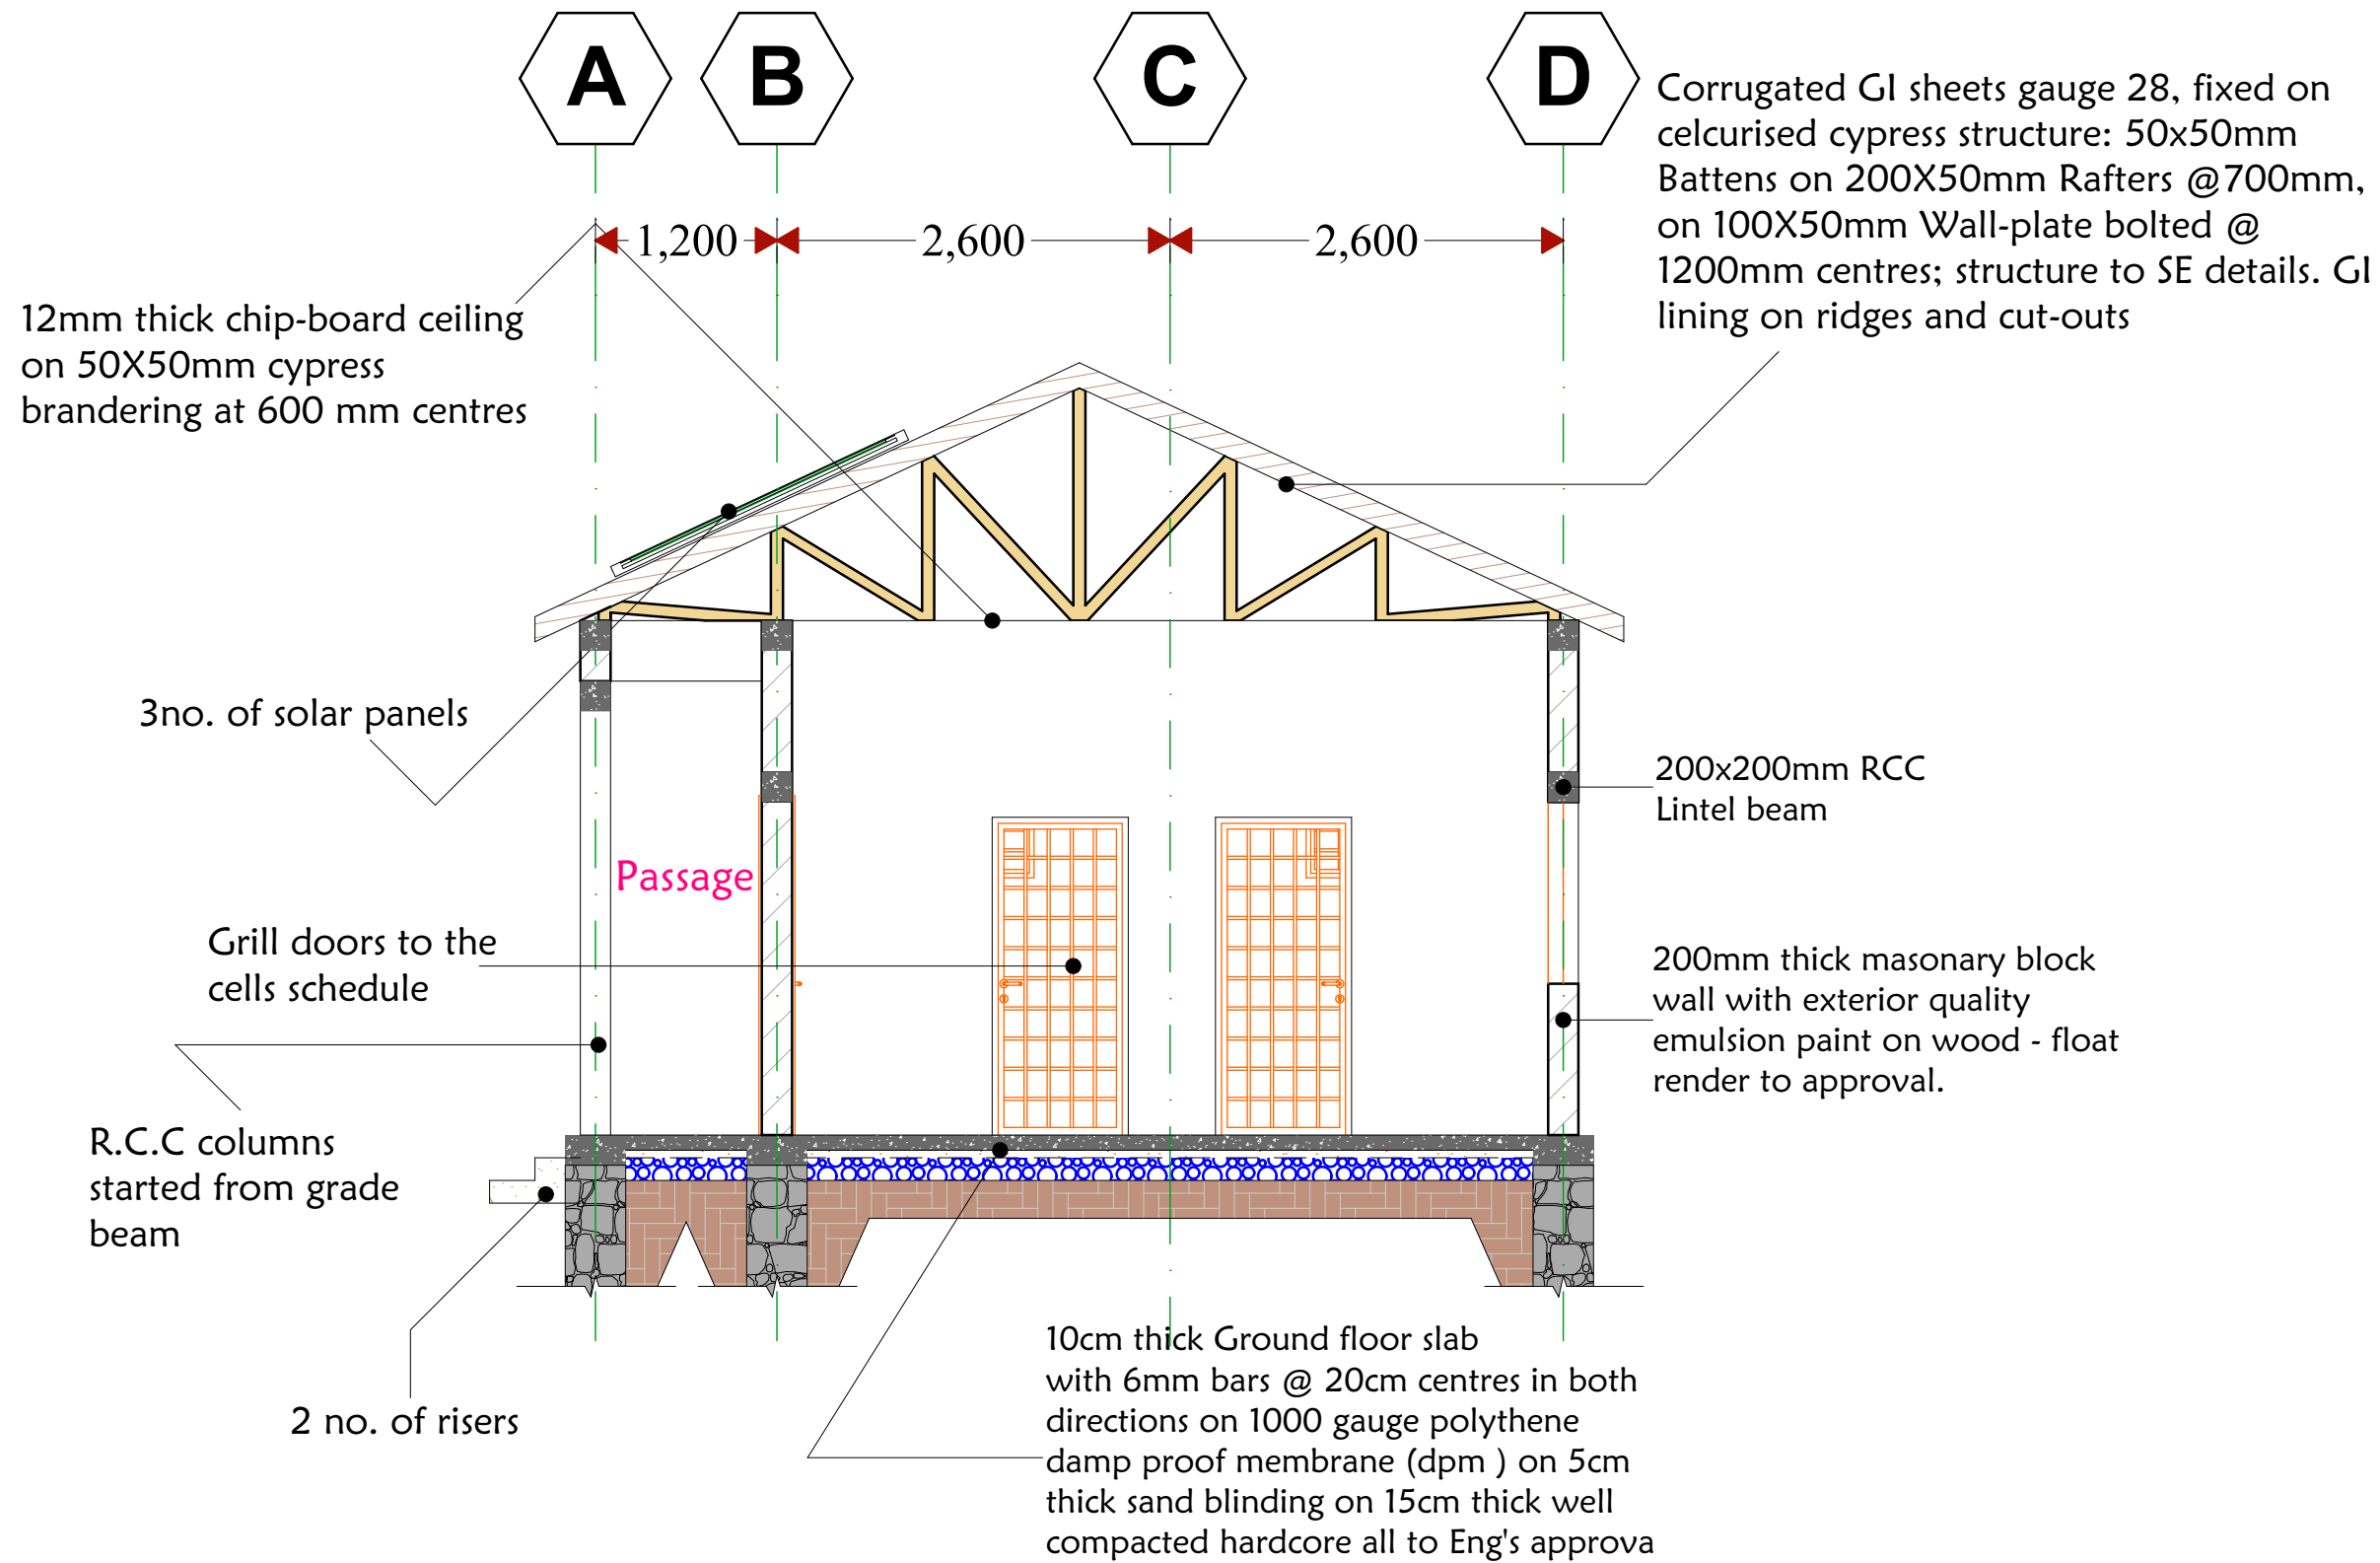 A B C D
Corrugated GI sheets gauge 28, fixed on
celcurised cypress structure: 50x50mm
Battens on 200X50mm Rafters @700mm,
on 100X50mm Wall-plate bolted @
1200mm centres; structure to SE details. GI
lining on ridges and cut-outs
1,200 2,600 2,600
12mm thick chip-board ceiling
on 50X50mm cypress
brandering at 600 mm centres
3no. of solar panels
200x200mm RCC
Lintel beam
Passage
Grill doors to the
cells schedule
200mm thick masonary block
wall with exterior quality
emulsion paint on wood - float
render to approval.
R.C.C columns
started from grade
beam
2 no. of risers
10cm thick Ground floor slab
with 6mm bars @ 20cm centres in both
directions on 1000 gauge polythene
damp proof membrane (dpm ) on 5cm
thick sand blinding on 15cm thick well
compacted hardcore all to Eng's approva